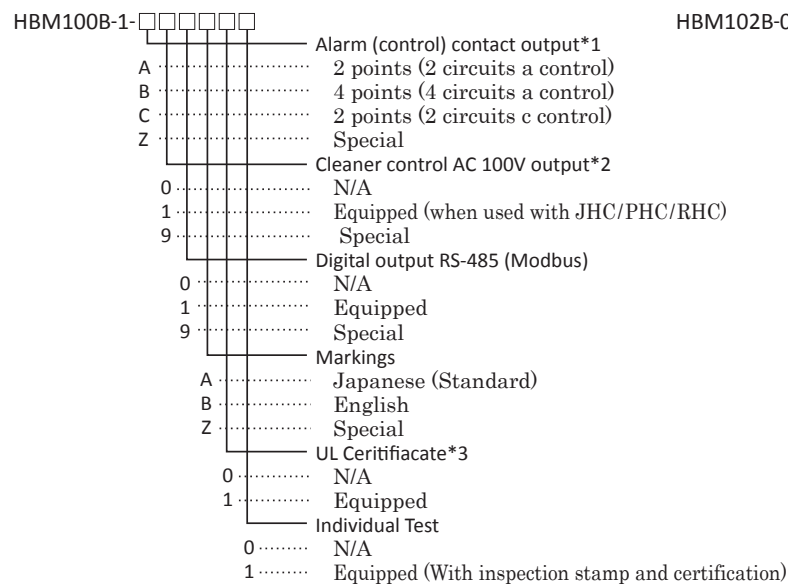 HBM100B-1-□□□□□□
HBM102B-0
Alarm (control) contact output*1
A 2 points (2 circuits a control)
B 4 points (4 circuits a control)
C 2 points (2 circuits c control)
Z Special
Cleaner control AC 100V output*2
0 N/A
1 Equipped (when used with JHC/PHC/RHC)
9 Special
Digital output RS-485 (Modbus)
0 N/A
1 Equipped
9 Special
Markings
A Japanese (Standard)
B English
Z Special
UL Ceritifiacate*3
0 N/A
1 Equipped
Individual Test
0 N/A
1 Equipped (With inspection stamp and certification)